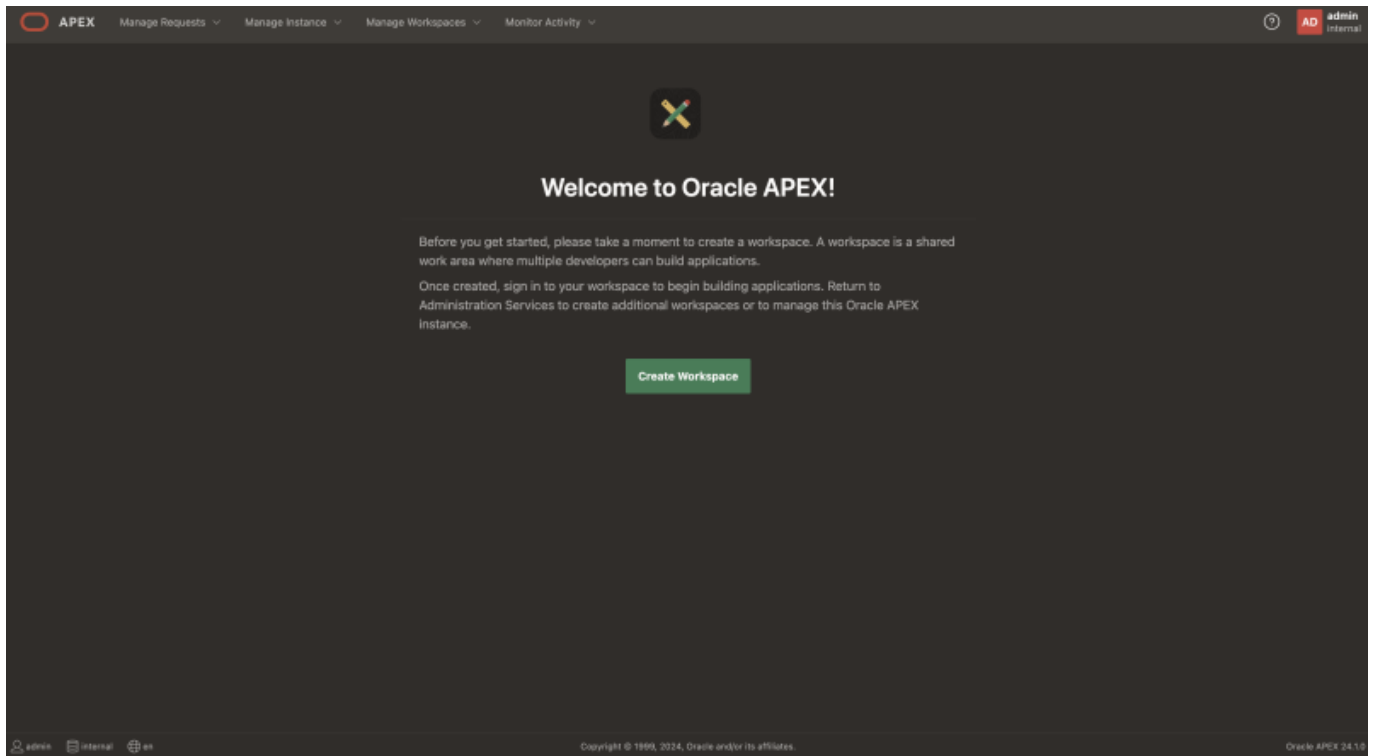 APEX Manage Requests Manage Instance Manage Workspaces Monitor Activity ? AD admin
internal
Welcome to Oracle APEX!
Before you get started, please take a moment to create a workspace. A workspace is a shared
work area where multiple developers can build applications.
Once created, sign in to your workspace to begin building applications. Return to
Administration Services to create additional workspaces or to manage this Oracle APEX
instance.
Create Workspace
admin internal en Copyright © 1999, 2024, Oracle and/or its affiliates. Oracle APEX 24.1.0